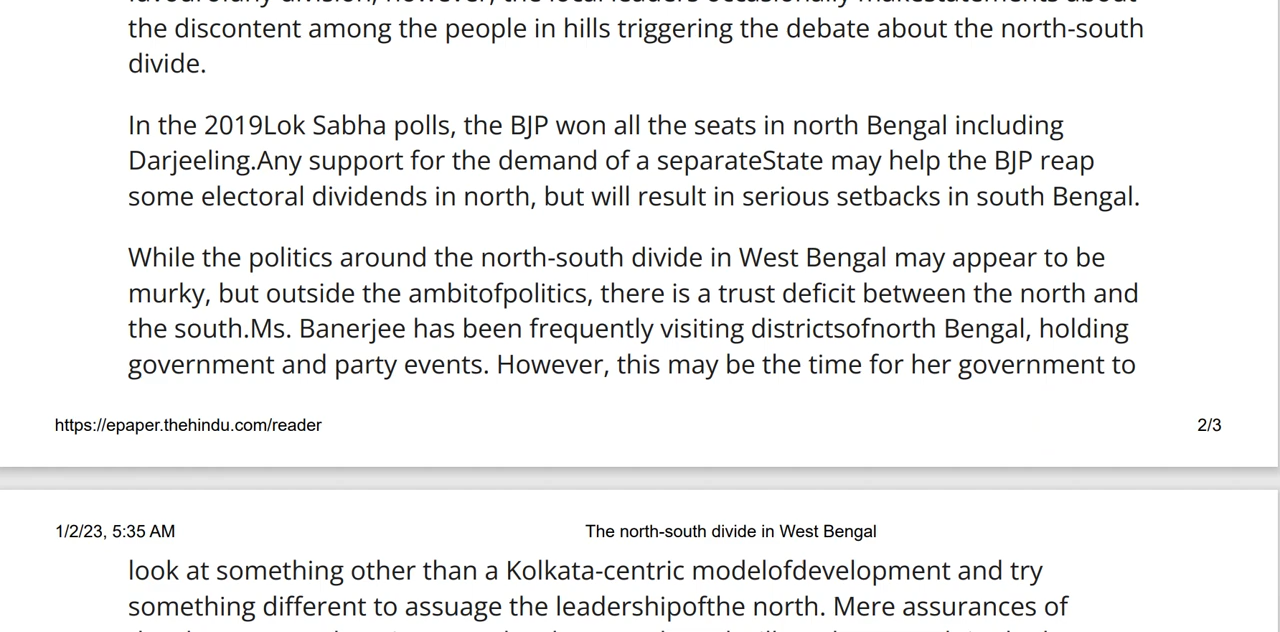 the discontent among the people in hills triggering the debate about the north-south
divide.
In the 2019Lok Sabha polls, the BJP won all the seats in north Bengal including
Darjeeling.Any support for the demand of a separateState may help the BJP reap
some electoral dividends in north, but will result in serious setbacks in south Bengal.
While the politics around the north-south divide in West Bengal may appear to be
murky, but outside the ambitofpolitics, there is a trust deficit between the north and
the south.Ms. Banerjee has been frequently visiting districtsofnorth Bengal, holding
government and party events. However, this may be the time for her government to
https://epaper.thehindu.com/reader 2/3
1/2/23, 5:35 AM The north-south divide in West Bengal
look at something other than a Kolkata-centric modelofdevelopment and try
something different to assuage the leadershipofthe north. Mere assurances of